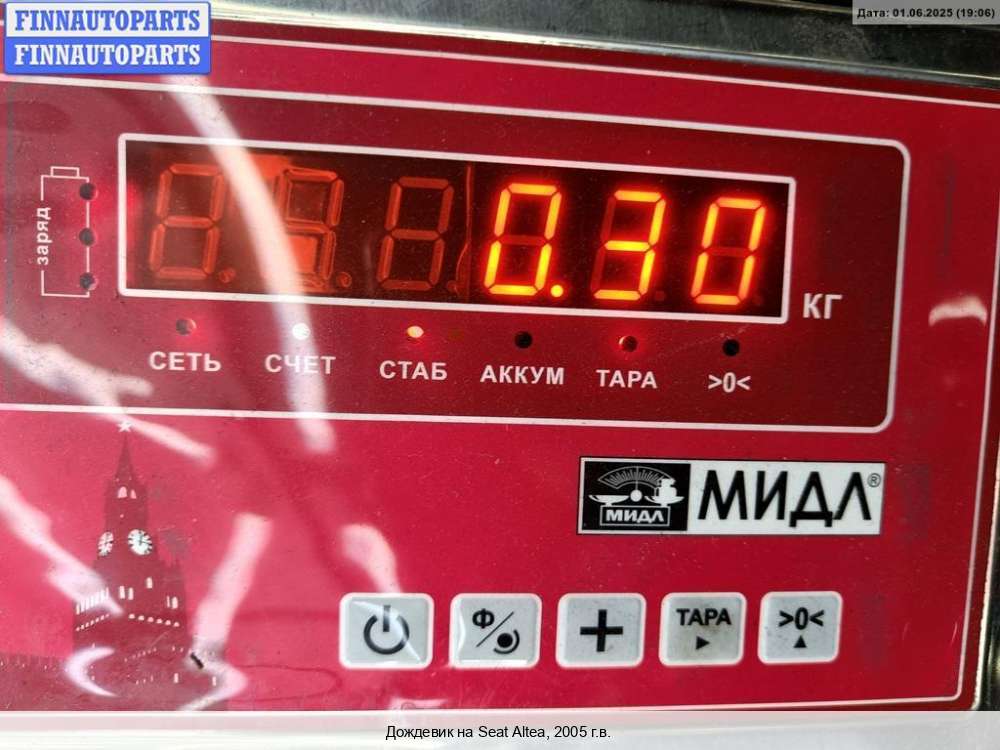 FINNAUTOPARTS
FINNAUTOPARTS
Дата: 01.06.2025 (19:06)
заряд
0.30
КГ
СЕТЬ СЧЕТ СТАБ АККУМ ТАРА >0<
МИДЛ МИДЛ®
Ф/ + ТАРА >0<
Дождевик на Seat Altea, 2005 г.в.